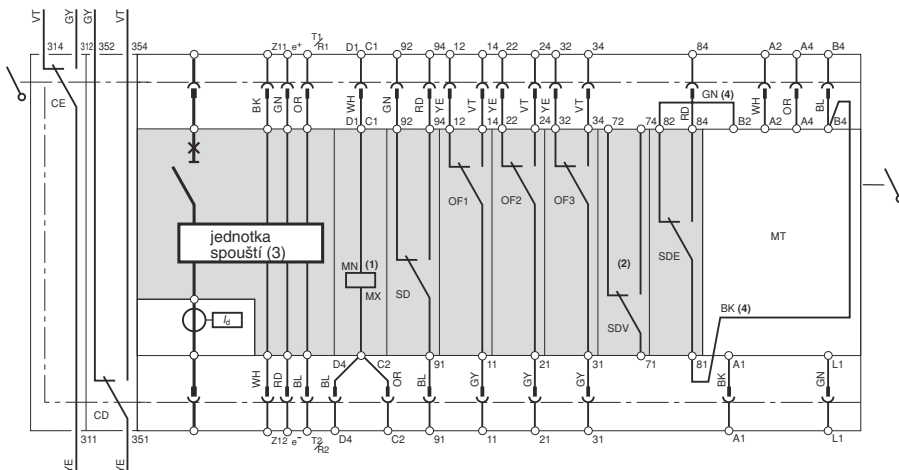 VT GY GY VT
314 312 352 354 Z11 e+ T1/R1 D1 C1 92 94 12 14 22 24 32 34 84 A2 A4 B4
CE
BK GN OR WH GN RD YE VT YE VT YE VT RD GN (4) WH OR BL
D1 C1 92 94 12 14 22 24 32 34 72 74 82 84 B2 A2 A4 B4
OF1 OF2 OF3
jednotka
spouští (3)
MT
MN (1) SD (2) SDE
MX
Id SDV BK (4)
D4 C2 91 11 21 31 71 81 A1 L1
WH RD BL BL OR BL GY GY GY BK GN
CD
311 351 Z12 e- T2/R2 D4 C2 91 11 21 31 A1 L1
YE YE